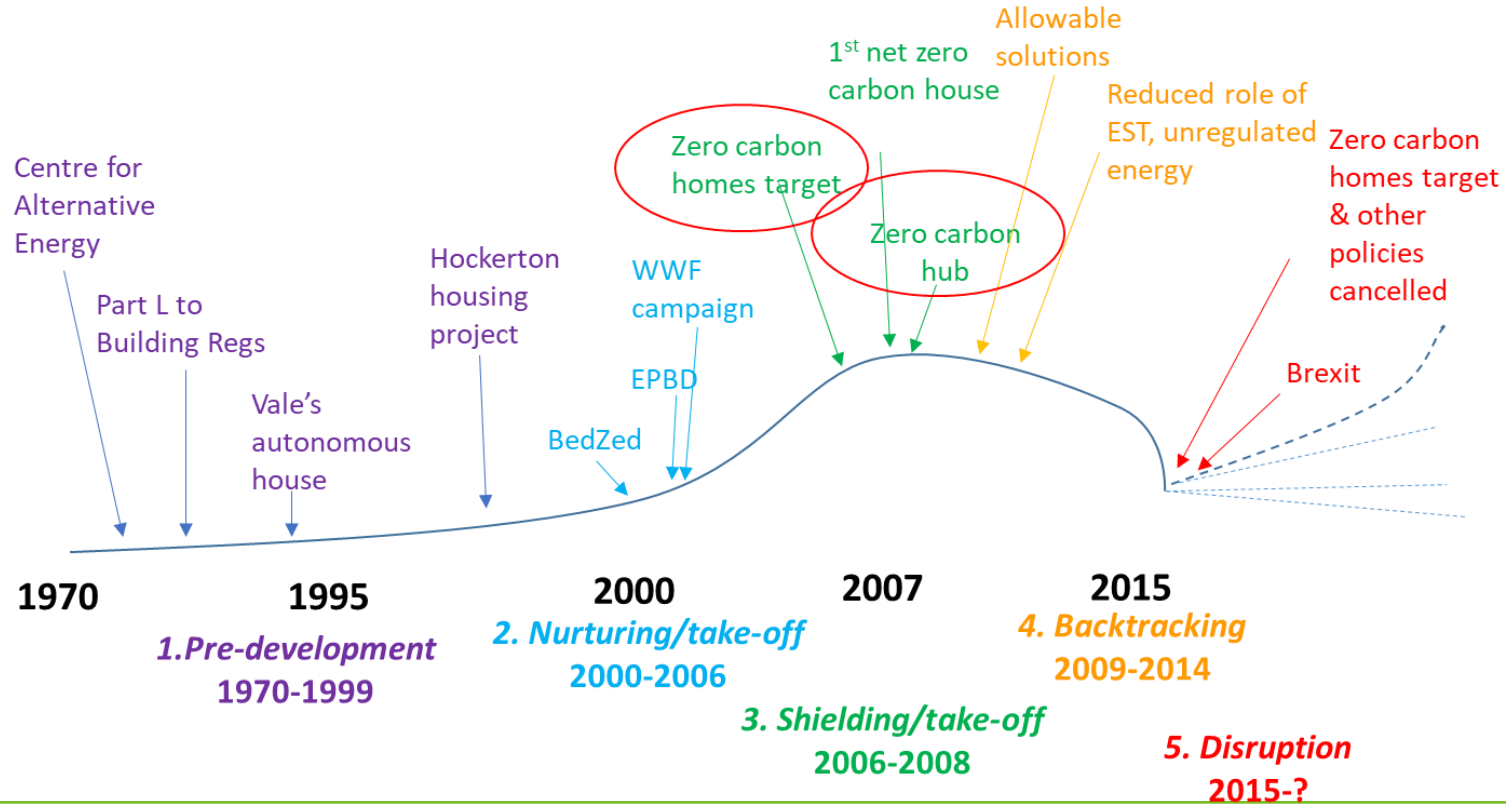 Centre for
Alternative
Energy
Part L to
Building Regs
Vale’s
autonomous
house
Hockerton
housing
project
BedZed
EPBD
WWF
campaign
Zero carbon
homes target
1st net zero
carbon house
Zero carbon
hub
Allowable
solutions
Reduced role of
EST, unregulated
energy
Zero carbon
homes target
& other
policies
cancelled
Brexit
1970
1995
2000
2007
2015
1.Pre-development
1970-1999
2. Nurturing/take-off
2000-2006
3. Shielding/take-off
2006-2008
4. Backtracking
2009-2014
5. Disruption
2015-?